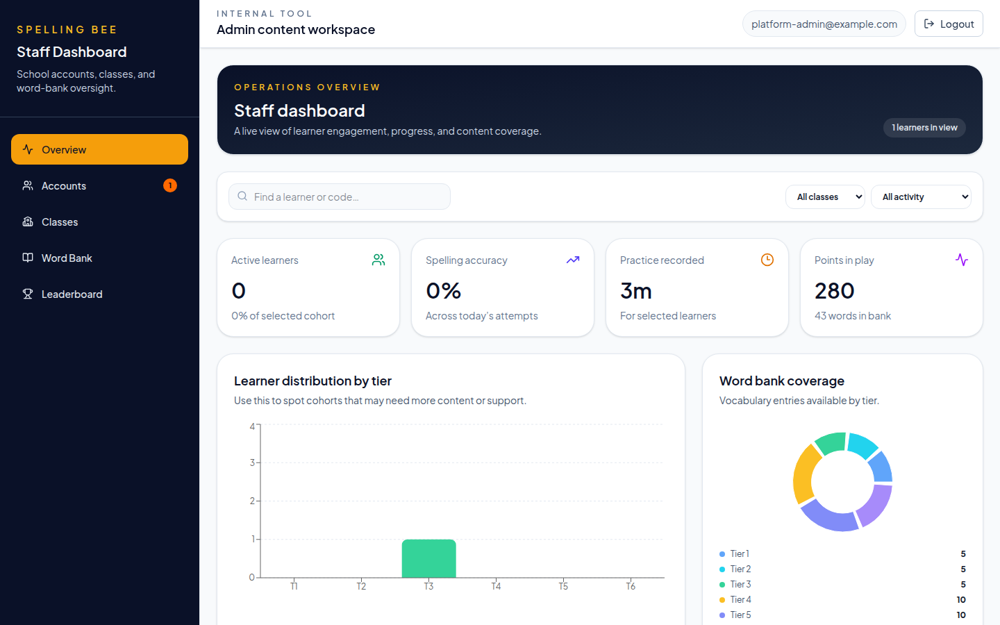 SPELLING BEE
Staff Dashboard
School accounts, classes, and
word-bank oversight.
Overview
Accounts
1
Classes
Word Bank
Leaderboard
INTERNAL TOOL
Admin content workspace
platform-admin@example.com
Logout
OPERATIONS OVERVIEW
Staff dashboard
A live view of learner engagement, progress, and content coverage.
1 learners in view
Find a learner or code...
All classes
All activity
Active learners
0
0% of selected cohort
Spelling accuracy
0%
Across today's attempts
Practice recorded
3m
For selected learners
Points in play
280
43 words in bank
Learner distribution by tier
Use this to spot cohorts that may need more content or support.
4
3
2
1
0
T1 T2 T3 T4 T5 T6
Word bank coverage
Vocabulary entries available by tier.
Tier 1 5
Tier 2 5
Tier 3 5
Tier 4 10
Tier 5 10